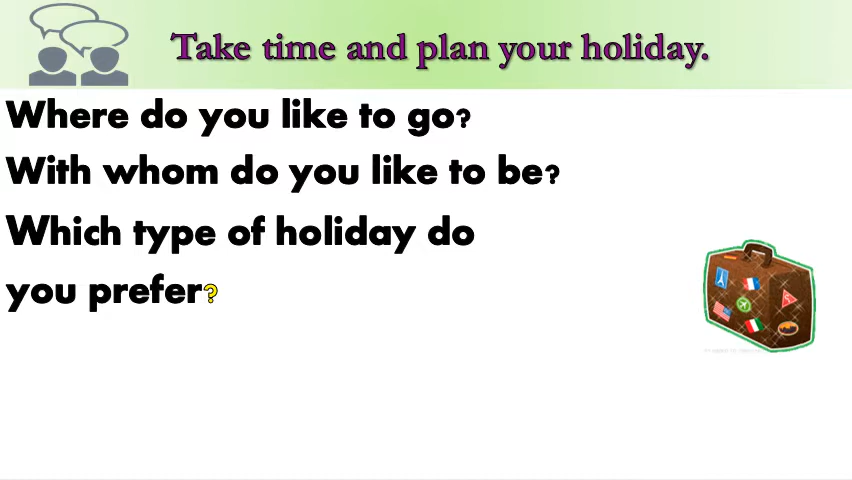 Take time and plan your holiday.
Where do you like to go?
With whom do you like to be?
Which type of holiday do
you prefer?